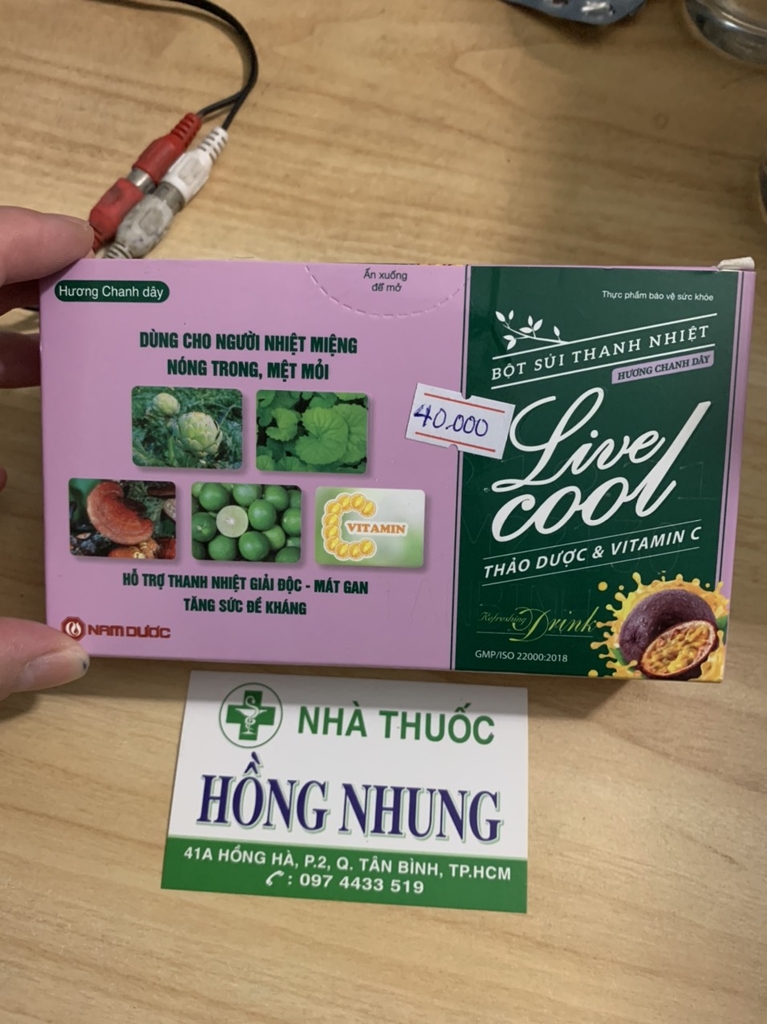 Hương Chanh dây
Ấn xuống
để mở
DÙNG CHO NGƯỜI NHIỆT MIỆNG
NÓNG TRONG, MỆT MỎI
VITAMIN
HỖ TRỢ THANH NHIỆT GIẢI ĐỘC - MÁT GAN
TĂNG SỨC ĐỀ KHÁNG
NAM DƯỢC
40.000
Thực phẩm bảo vệ sức khỏe
BỘT SỦI THANH NHIỆT
HƯƠNG CHANH DÂY
Live
cool
THẢO DƯỢC & VITAMIN C
Refreshing Drink
GMP/ISO 22000:2018
NHÀ THUỐC
HỒNG NHUNG
41A HỒNG HÀ, P.2, Q. TÂN BÌNH, TP.HCM
: 097 4433 519